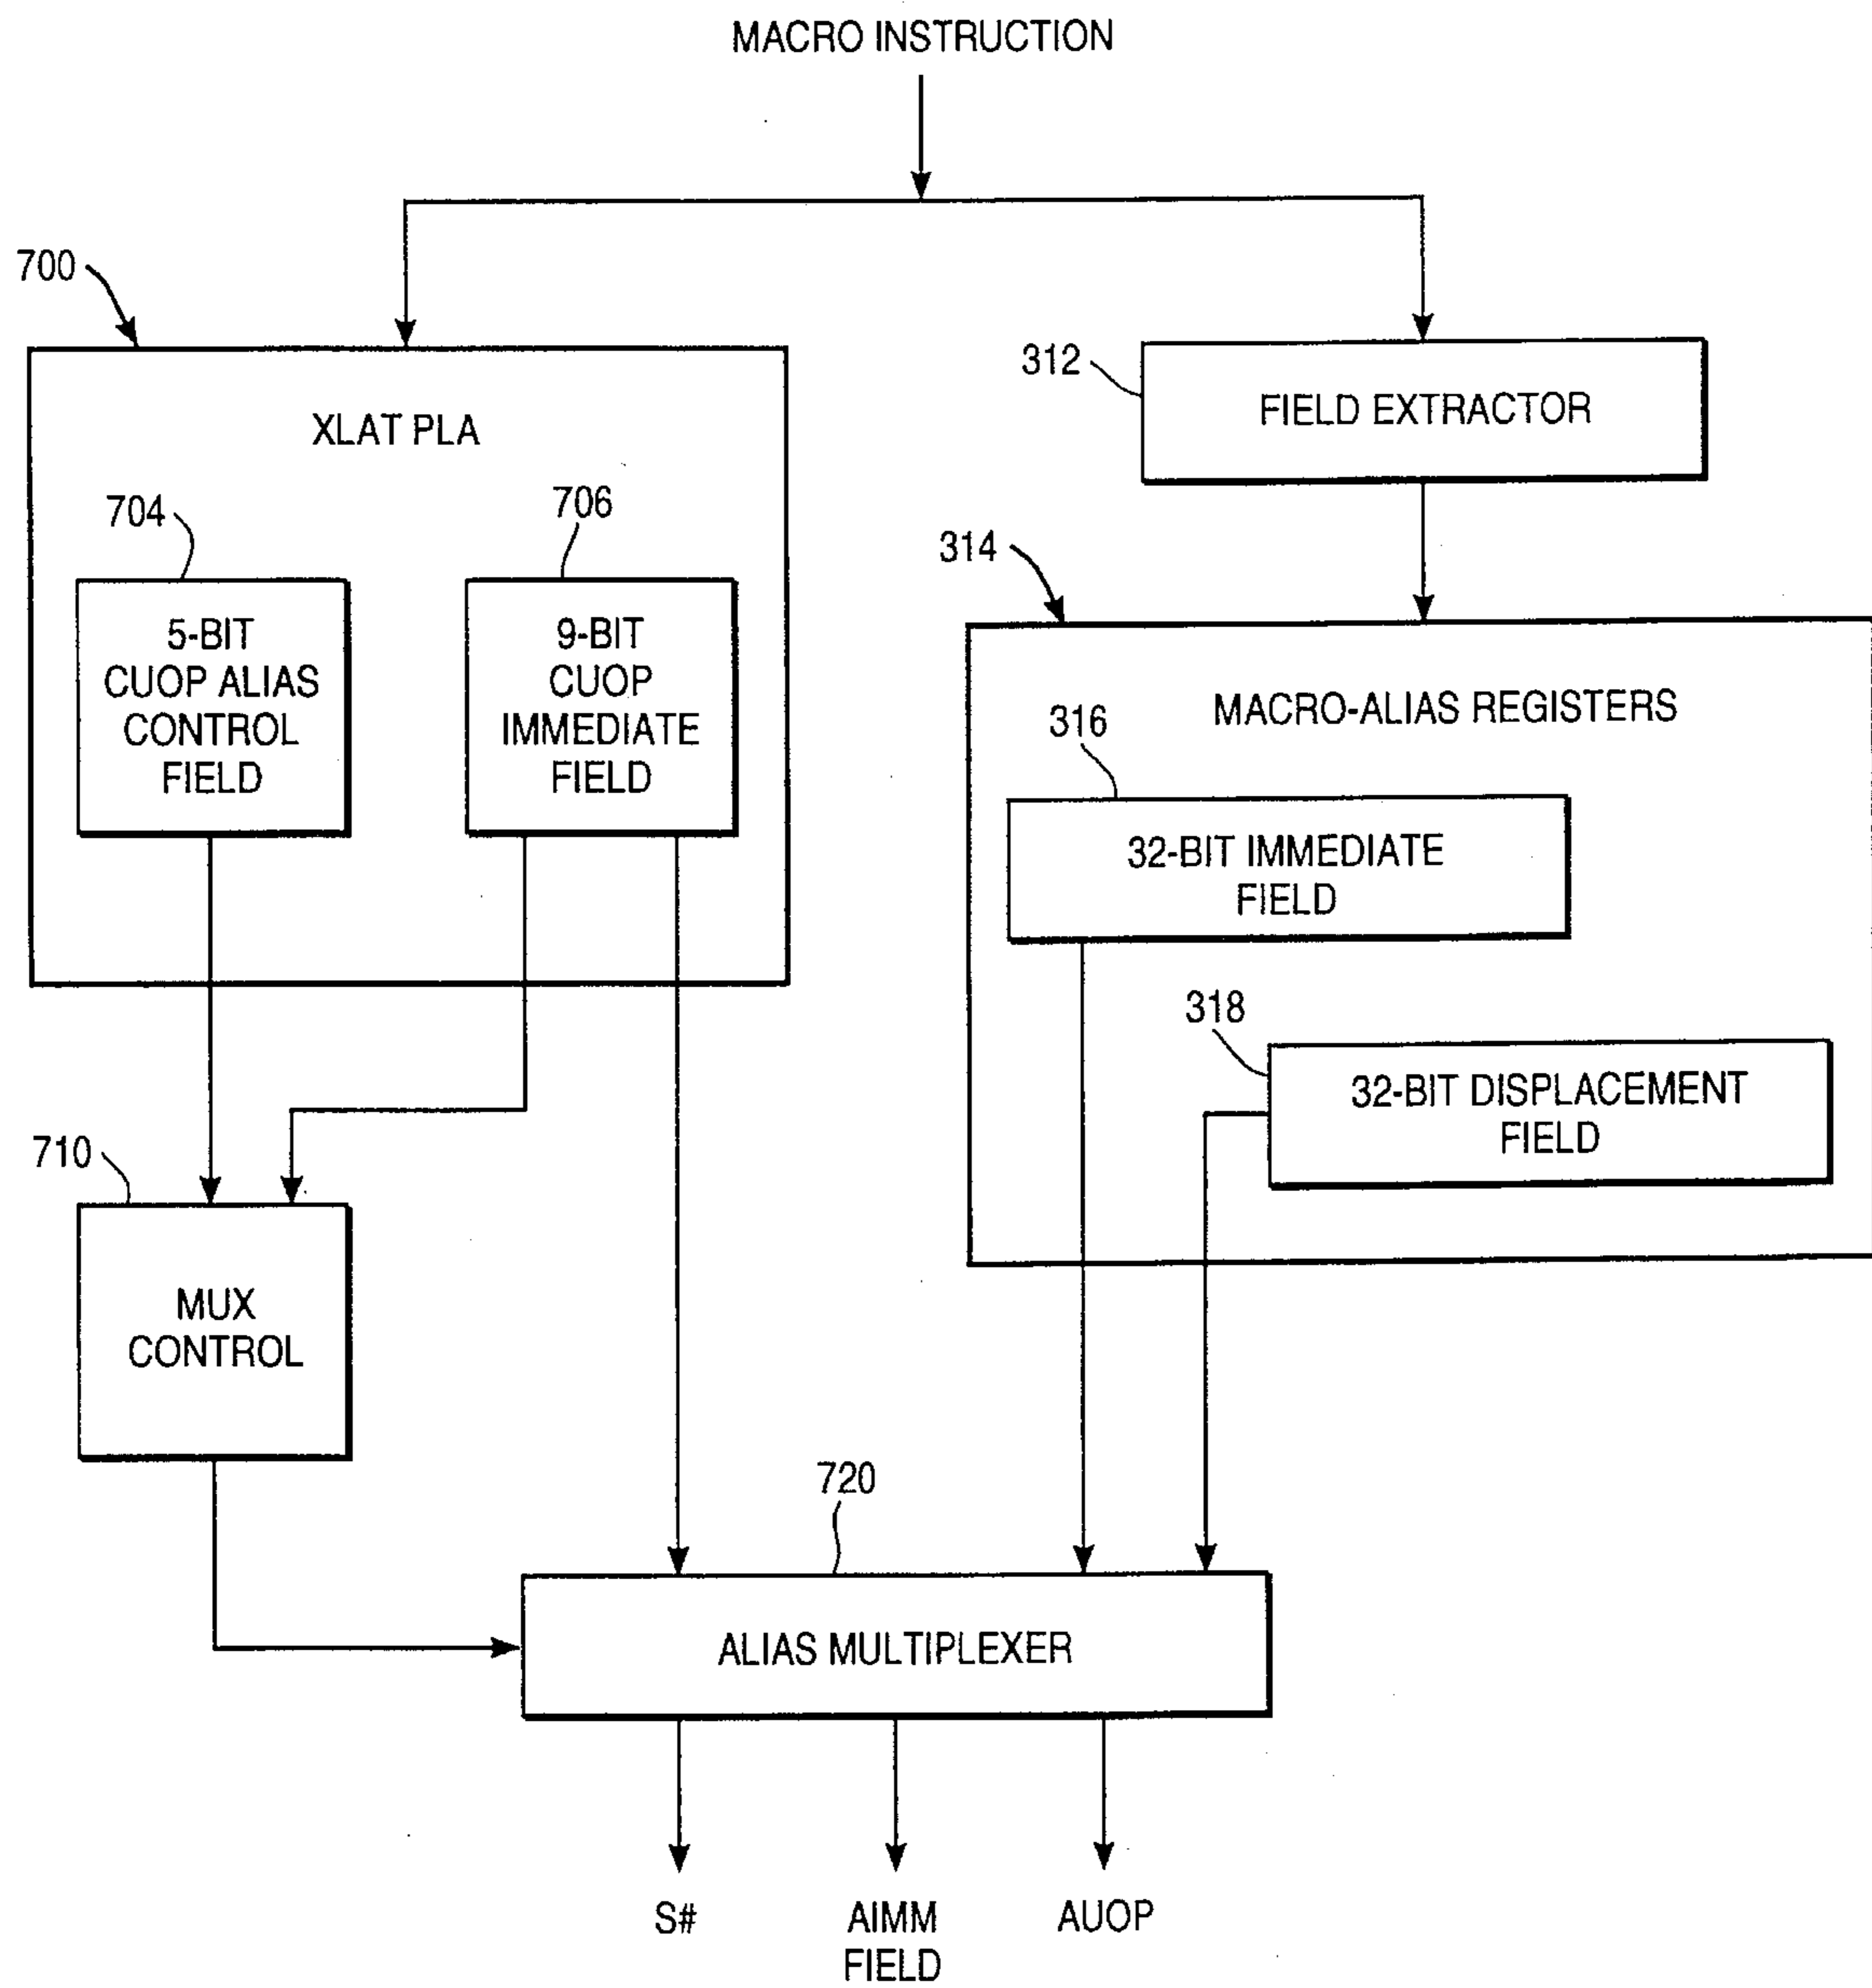 MACRO INSTRUCTION
700
XLAT PLA
704
706
5-BIT
CUOP ALIAS
CONTROL
FIELD
9-BIT
CUOP
IMMEDIATE
FIELD
312
FIELD EXTRACTOR
314
MACRO-ALIAS REGISTERS
316
32-BIT IMMEDIATE
FIELD
318
32-BIT DISPLACEMENT
FIELD
710
MUX
CONTROL
720
ALIAS MULTIPLEXER
S#
AIMM
FIELD
AUOP